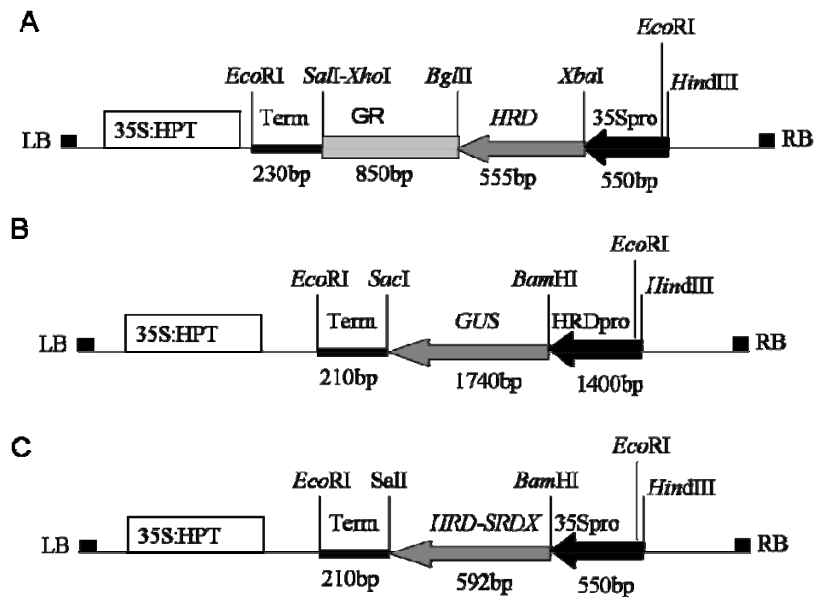 A
EcoRI
EcoRI SalI-XhoI BglII XbaI HindIII
35S:HPT Term GR HRD 35Spro
LB RB
230bp 850bp 555bp 550bp
B
EcoRI
EcoRI SacI BamHI HindIII
35S:HPT Term GUS HRDpro
LB RB
210bp 1740bp 1400bp
C
EcoRI
EcoRI SalI BamHI HindIII
35S:HPT Term HRD-SRDX 35Spro
LB RB
210bp 592bp 550bp